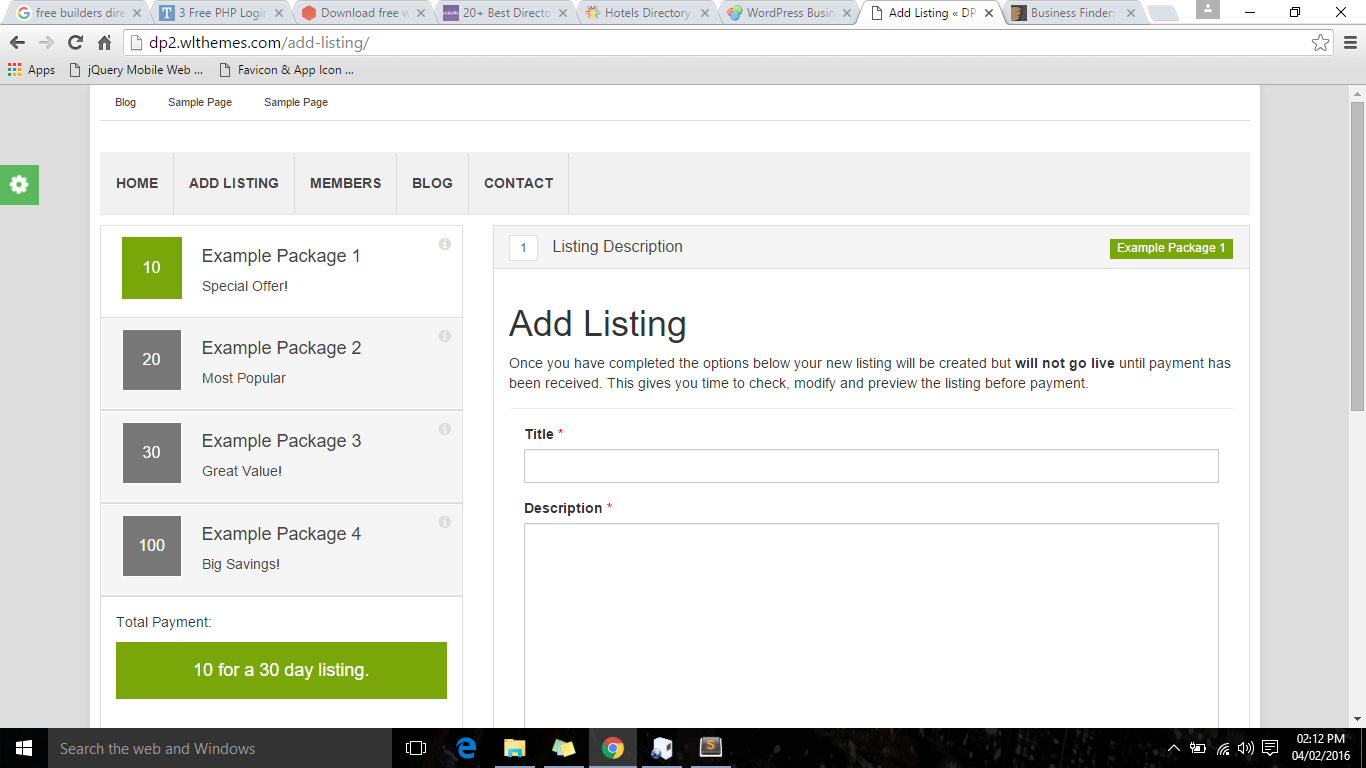 free builders dire
3 Free PHP Login
Download free w
20+ Best Directo
Hotels Directory
WordPress Busin
Add Listing « DP
Business Finder
dp2.wlthemes.com/add-listing/
Apps
jQuery Mobile Web ...
Favicon & App Icon ...
Blog
Sample Page
Sample Page
HOME
ADD LISTING
MEMBERS
BLOG
CONTACT
10
Example Package 1
Special Offer!
20
Example Package 2
Most Popular
30
Example Package 3
Great Value!
100
Example Package 4
Big Savings!
Total Payment:
10 for a 30 day listing.
1
Listing Description
Example Package 1
Add Listing
Once you have completed the options below your new listing will be created but will not go live until payment has
been received. This gives you time to check, modify and preview the listing before payment.
Title *
Description *
Search the web and Windows
02:12 PM
04/02/2016